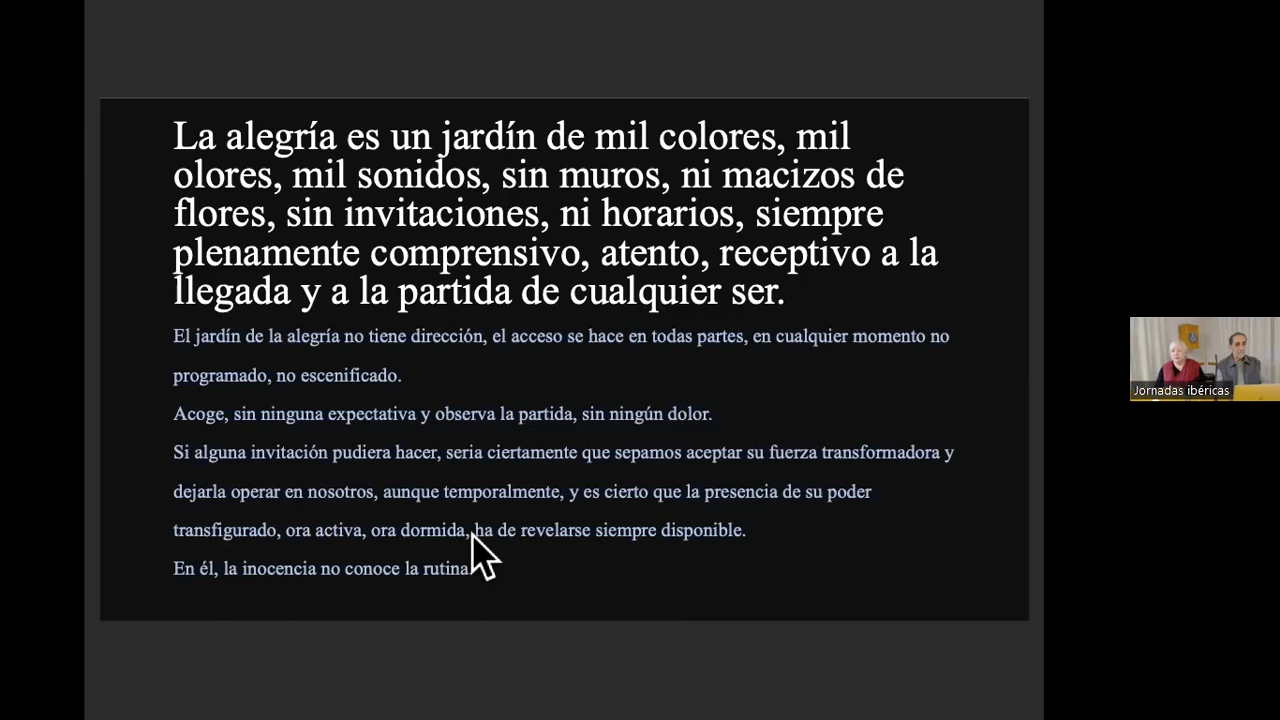 La alegría es un jardín de mil colores, mil
olores, mil sonidos, sin muros, ni macizos de
flores, sin invitaciones, ni horarios, siempre
plenamente comprensivo, atento, receptivo a la
llegada y a la partida de cualquier ser.
El jardín de la alegría no tiene dirección, el acceso se hace en todas partes, en cualquier momento no
programado, no escenificado.
Acoge, sin ninguna expectativa y observa la partida, sin ningún dolor.
Si alguna invitación pudiera hacer, seria ciertamente que sepamos aceptar su fuerza transformadora y
dejarla operar en nosotros, aunque temporalmente, y es cierto que la presencia de su poder
transfigurado, ora activa, ora dormida, ha de revelarse siempre disponible.
En él, la inocencia no conoce la rutina.
Jornadas ibéricas